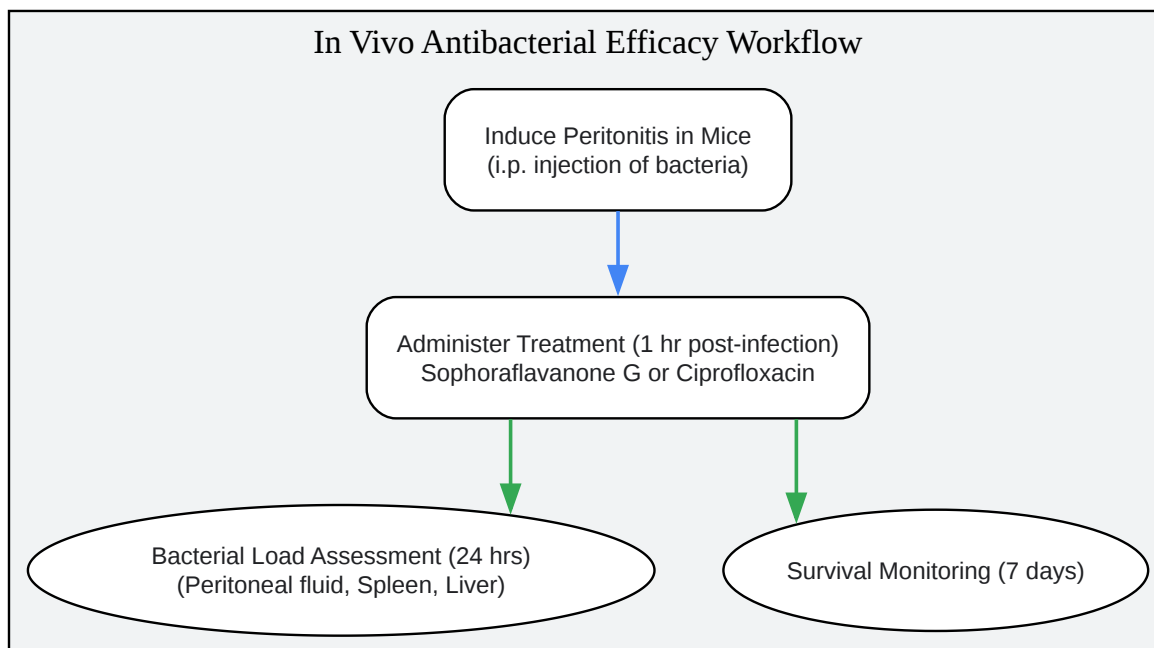 In Vivo Antibacterial Efficacy Workflow
Induce Peritonitis in Mice
(i.p. injection of bacteria)
Administer Treatment (1 hr post-infection)
Sophoraflavanone G or Ciprofloxacin
Bacterial Load Assessment (24 hrs)
(Peritoneal fluid, Spleen, Liver)
Survival Monitoring (7 days)